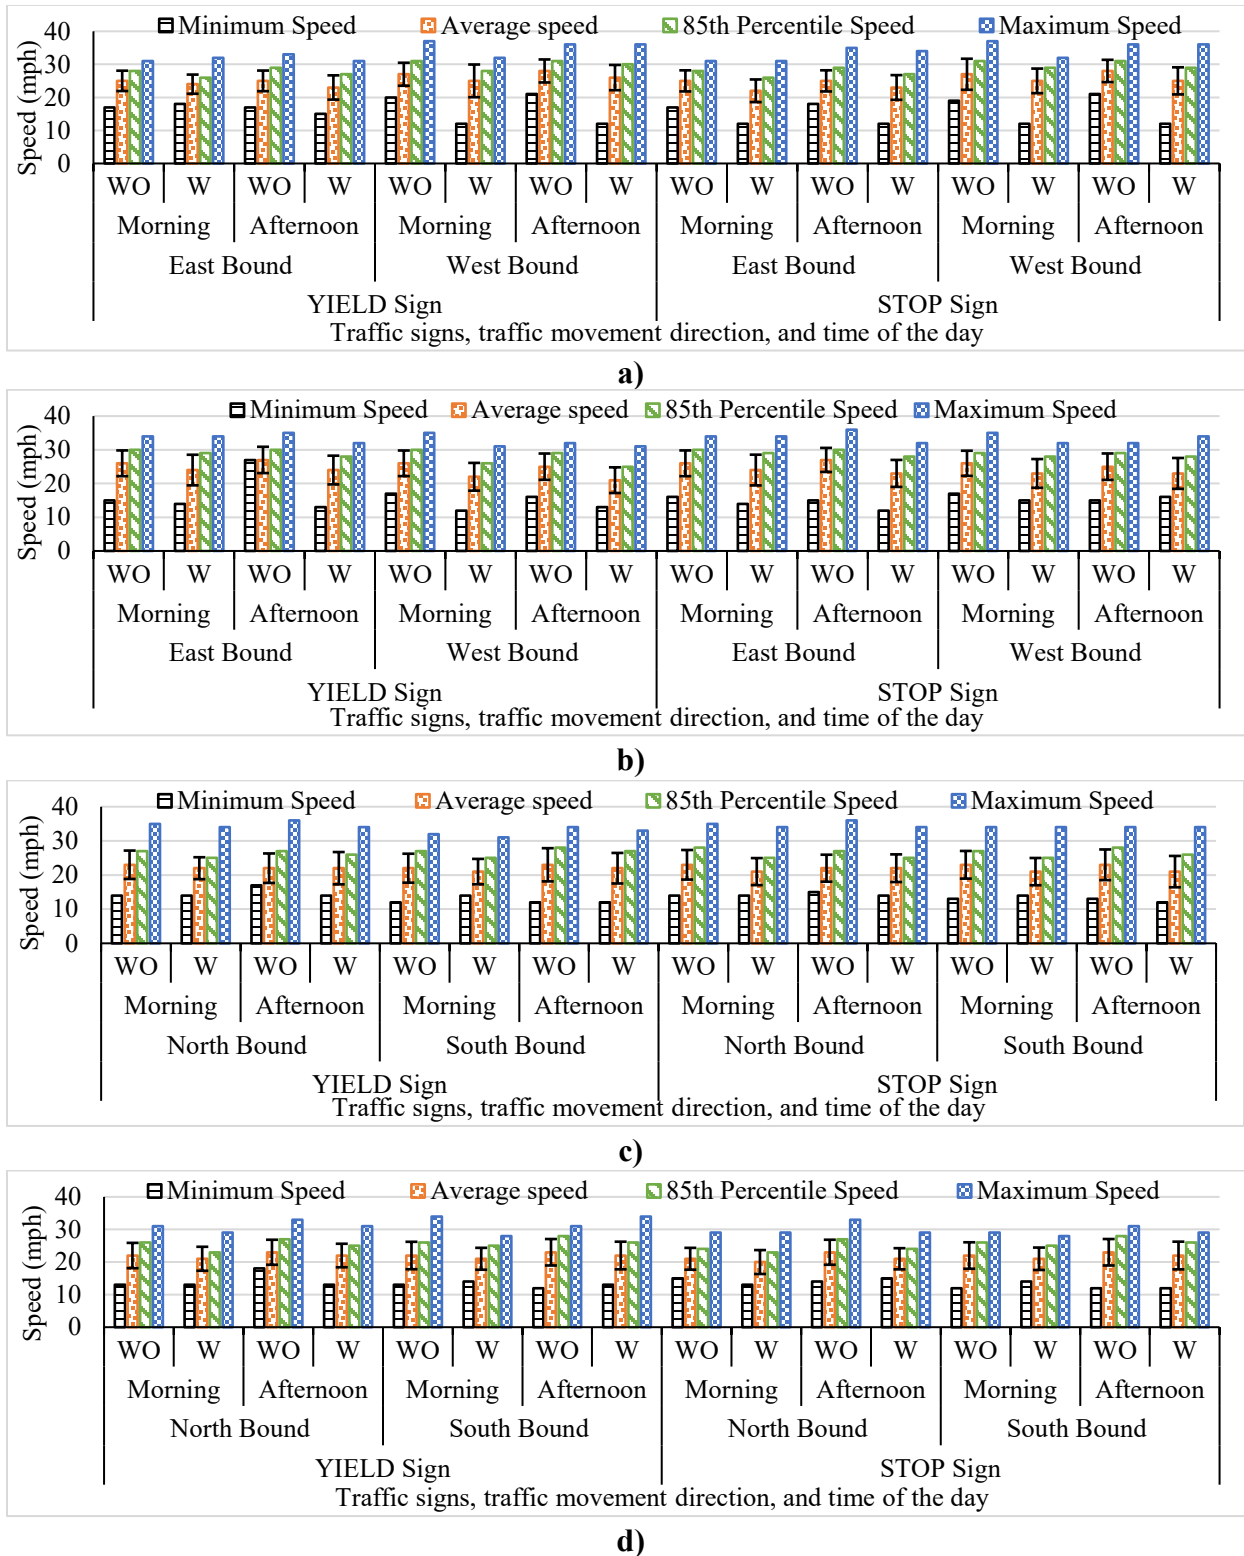 Minimum Speed Average speed 85th Percentile Speed Maximum Speed
40
30
20
10
0
Speed (mph)
WO W WO W WO W WO W WO W WO W WO W WO W
Morning Afternoon Morning Afternoon Morning Afternoon Morning Afternoon
East Bound West Bound East Bound West Bound
YIELD Sign STOP Sign
Traffic signs, traffic movement direction, and time of the day
a)
Minimum Speed Average speed 85th Percentile Speed Maximum Speed
40
30
20
10
0
Speed (mph)
WO W WO W WO W WO W WO W WO W WO W WO W
Morning Afternoon Morning Afternoon Morning Afternoon Morning Afternoon
East Bound West Bound East Bound West Bound
YIELD Sign STOP Sign
Traffic signs, traffic movement direction, and time of the day
b)
Minimum Speed Average speed 85th Percentile Speed Maximum Speed
40
30
20
10
0
Speed (mph)
WO W WO W WO W WO W WO W WO W WO W WO W
Morning Afternoon Morning Afternoon Morning Afternoon Morning Afternoon
North Bound South Bound North Bound South Bound
YIELD Sign STOP Sign
Traffic signs, traffic movement direction, and time of the day
c)
Minimum Speed Average speed 85th Percentile Speed Maximum Speed
40
30
20
10
0
Speed (mph)
WO W WO W WO W WO W WO W WO W WO W WO W
Morning Afternoon Morning Afternoon Morning Afternoon Morning Afternoon
North Bound South Bound North Bound South Bound
YIELD Sign STOP Sign
Traffic signs, traffic movement direction, and time of the day
d)